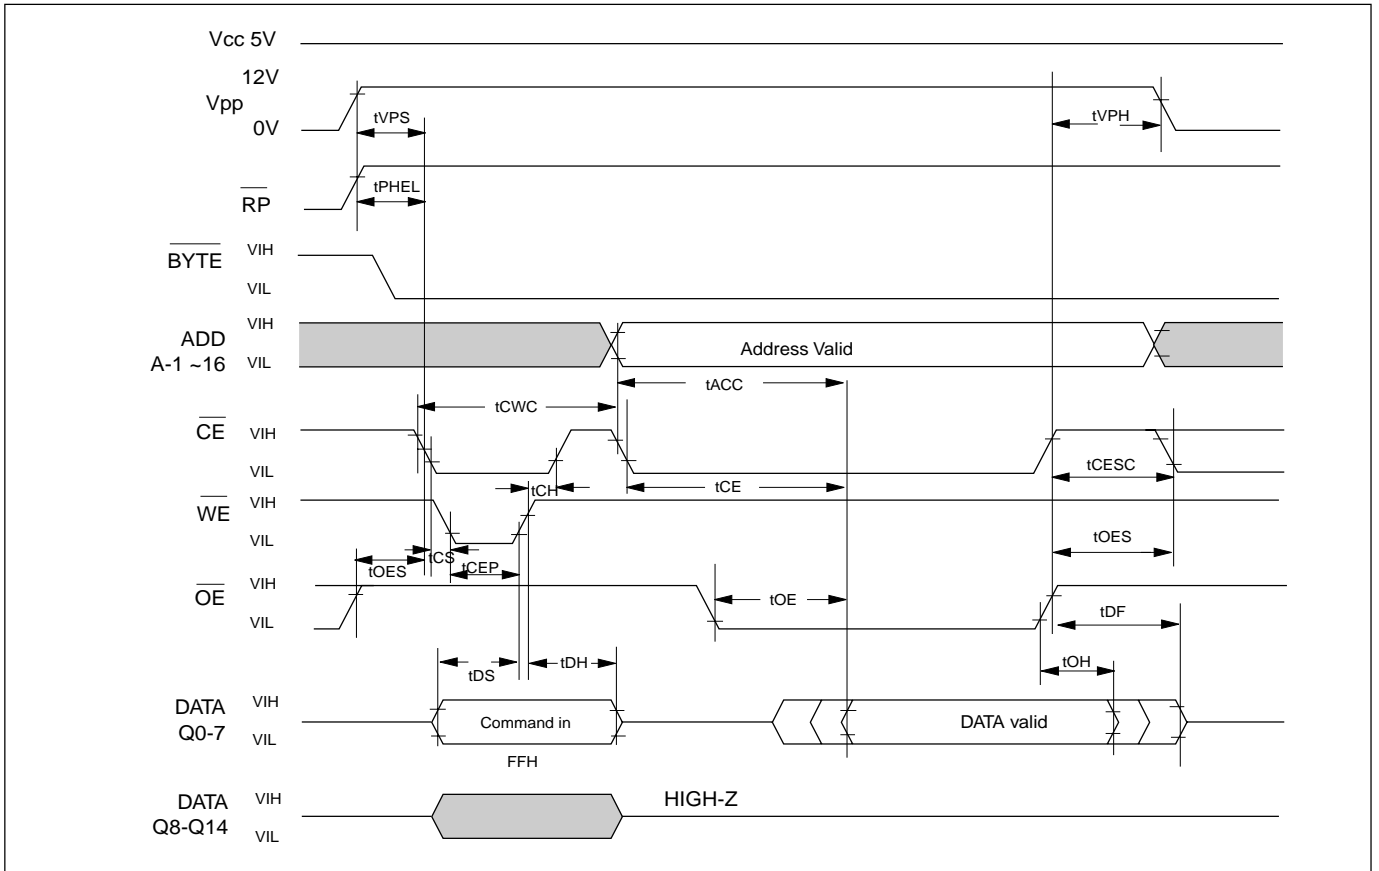 Vcc 5V
12V
Vpp
0V
tVPS
tVPH
RP
tPHEL
BYTE
VIH
VIL
ADD
A-1 ~16
VIH
VIL
Address Valid
tACC
tCWC
CE
VIH
VIL
tCH
tCE
tCESC
WE
VIH
VIL
tOES
tCS
tCEP
tOES
OE
VIH
VIL
tOE
tDF
tDS
tDH
tOH
DATA
Q0-7
VIH
VIL
Command in
DATA valid
FFH
DATA
Q8-Q14
VIH
VIL
HIGH-Z